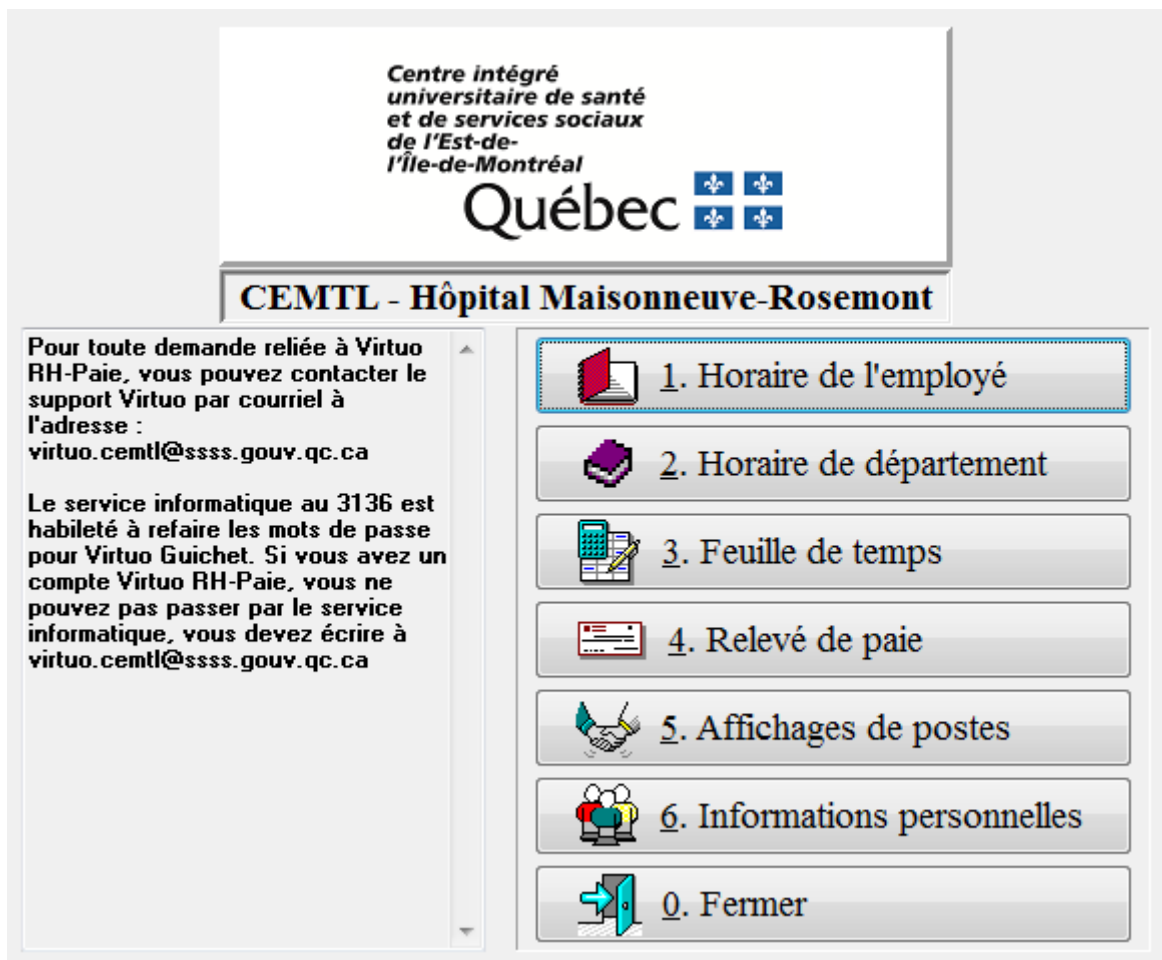 Centre intégré
universitaire de santé
et de services sociaux
de l'Est-de-
l'Île-de-Montréal
Québec
CEMTL - Hôpital Maisonneuve-Rosemont
Pour toute demande reliée à Virtuo
RH-Paie, vous pouvez contacter le
support Virtuo par courriel à
l'adresse :
virtuo.cemtl@ssss.gouv.qc.ca
Le service informatique au 3136 est
habileté à refaire les mots de passe
pour Virtuo Guichet. Si vous avez un
compte Virtuo RH-Paie, vous ne
pouvez pas passer par le service
informatique, vous devez écrire à
virtuo.cemtl@ssss.gouv.qc.ca
1. Horaire de l'employé
2. Horaire de département
3. Feuille de temps
4. Relevé de paie
5. Affichages de postes
6. Informations personnelles
0. Fermer